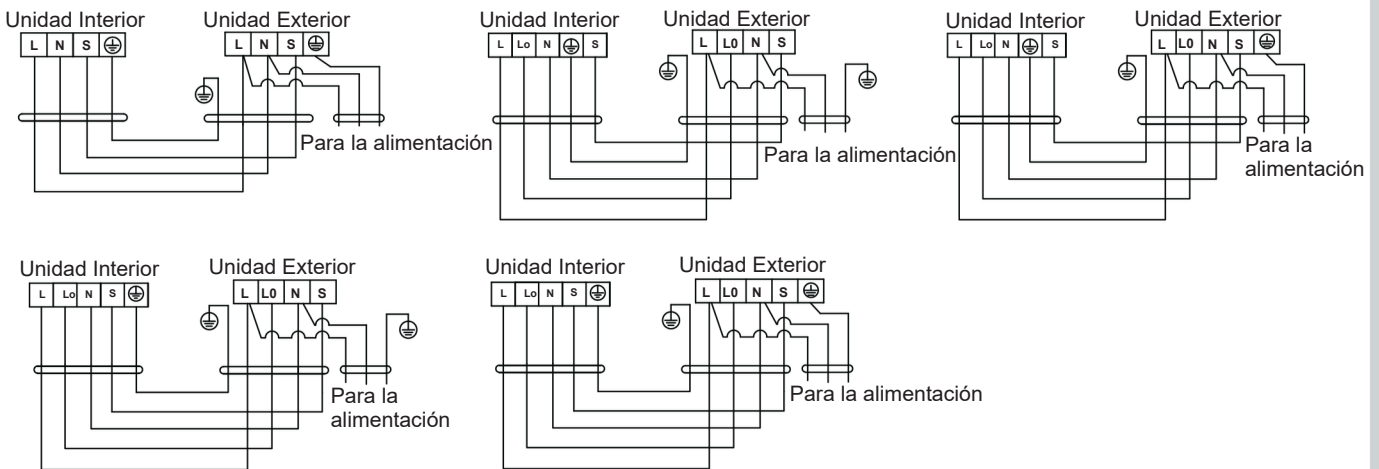 Unidad Interior
L N S
Unidad Exterior
L N S
Para la alimentación
Unidad Interior
L Lo N S
Unidad Exterior
L L0 N S
Para la alimentación
Unidad Interior
L Lo N S
Unidad Exterior
L L0 N S
Para la
alimentación
Unidad Interior
L Lo N S
Unidad Exterior
L L0 N S
Para la
alimentación
Unidad Interior
L Lo N S
Unidad Exterior
L L0 N S
Para la alimentación